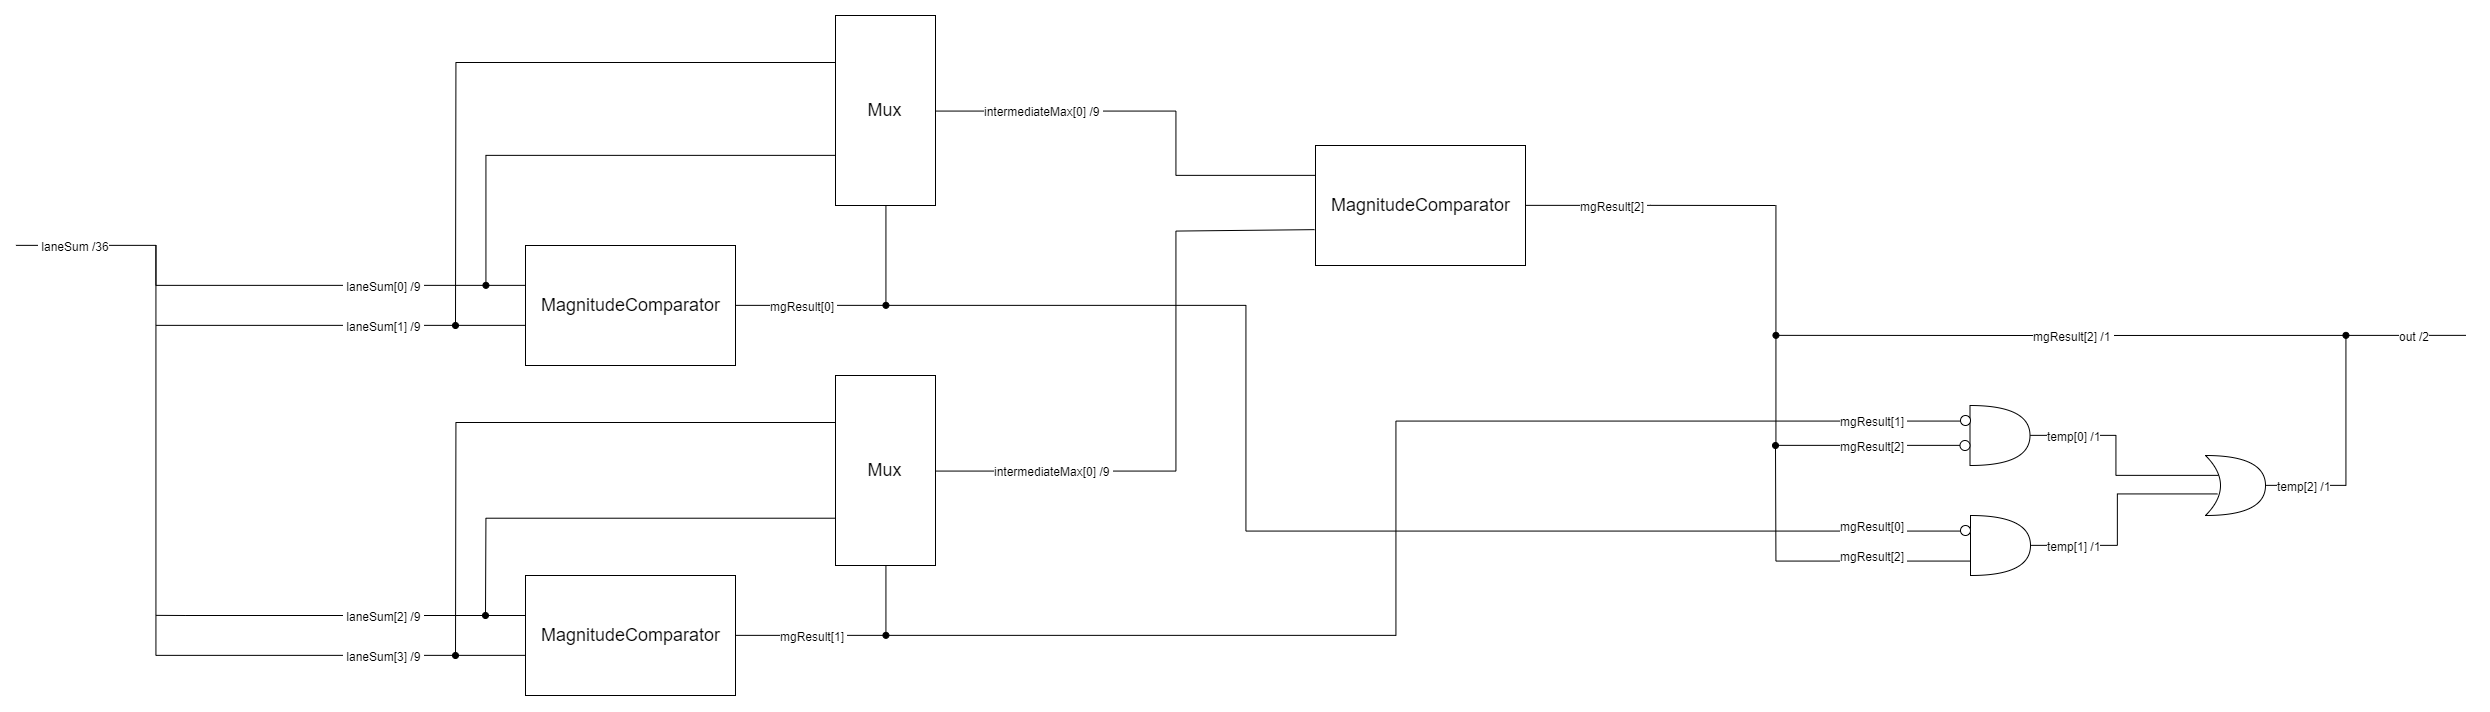 Mux
intermediateMax[0] /9
MagnitudeComparator
mgResult[2]
laneSum /36
laneSum[0] /9
MagnitudeComparator
mgResult[0]
laneSum[1] /9
mgResult[2] /1
out /2
Mux
intermediateMax[0] /9
mgResult[1]
mgResult[2]
temp[0] /1
temp[2] /1
mgResult[0]
mgResult[2]
temp[1] /1
laneSum[2] /9
MagnitudeComparator
mgResult[1]
laneSum[3] /9